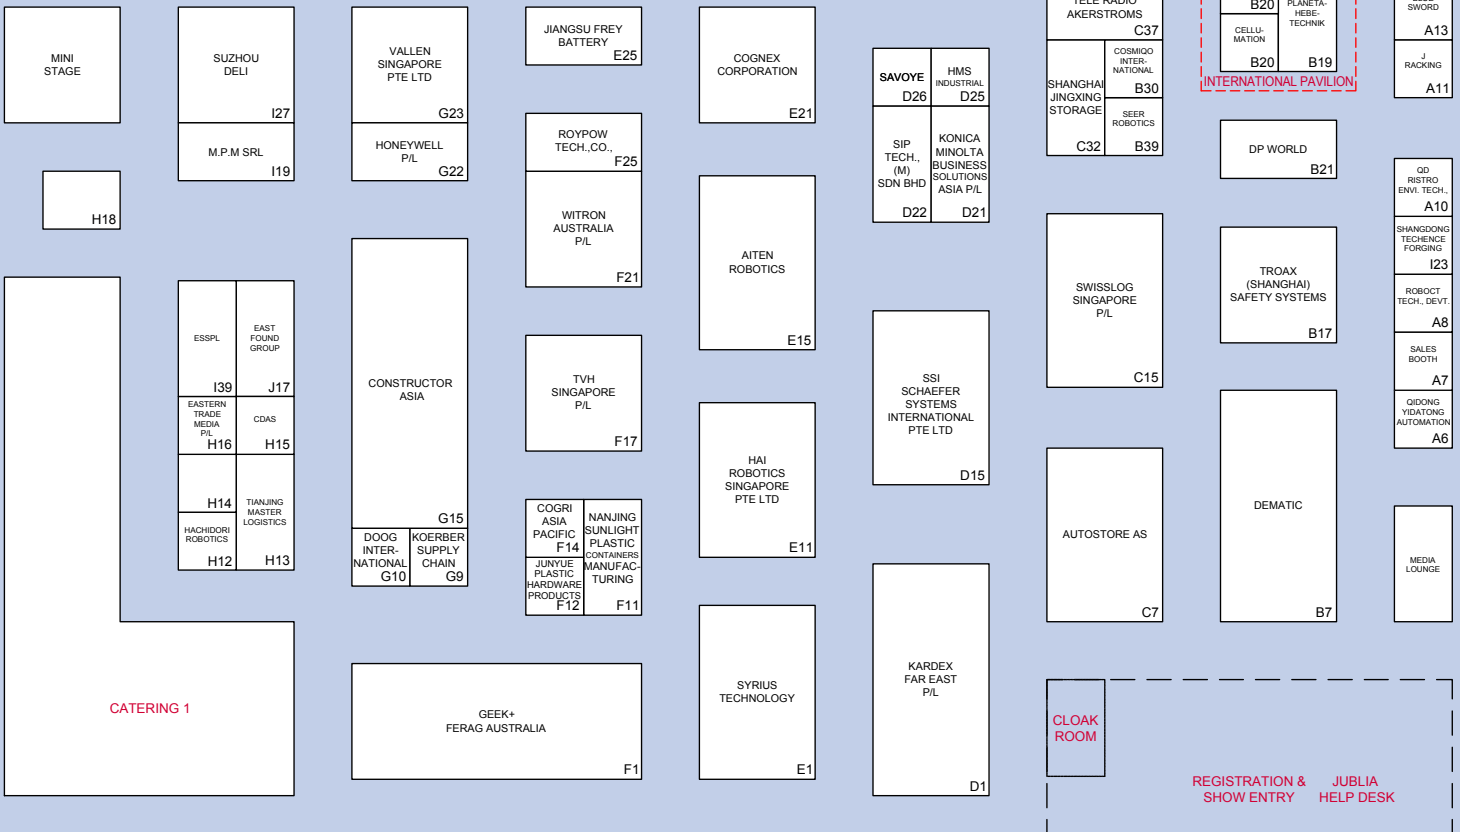 MINI
STAGE
H18
CATERING 1
SUZHOU
DELI
I27
M.P.M SRL
I19
ESSPL
I39
EAST
FOUND
GROUP
J17
EASTERN
TRADE
MEDIA
P/L
H16
CDAS
H15
H14
TIANJING
MASTER
LOGISTICS
H13
HACHIDORI
ROBOTICS
H12
VALLEN
SINGAPORE
PTE LTD
G23
HONEYWELL
P/L
G22
CONSTRUCTOR
ASIA
G15
DOOG
INTER-
NATIONAL
G10
KOERBER
SUPPLY
CHAIN
G9
GEEK+
FERAG AUSTRALIA
F1
JIANGSU FREY
BATTERY
E25
ROYPOW
TECH.,CO.,
F25
WITRON
AUSTRALIA
P/L
F21
TVH
SINGAPORE
P/L
F17
COGRI
ASIA
PACIFIC
F14
NANJING
SUNLIGHT
PLASTIC
CONTAINERS
MANUFAC-
TURING
F11
JUNYUE
PLASTIC
HARDWARE
PRODUCTS
F12
COGNEX
CORPORATION
E21
AITEN
ROBOTICS
E15
HAI
ROBOTICS
SINGAPORE
PTE LTD
E11
SYRIUS
TECHNOLOGY
E1
SAVOYE
D26
HMS
INDUSTRIAL
D25
SIP
TECH.,
(M)
SDN BHD
D22
KONICA
MINOLTA
BUSINESS
SOLUTIONS
ASIA P/L
D21
SSI
SCHAEFER
SYSTEMS
INTERNATIONAL
PTE LTD
D15
KARDEX
FAR EAST
P/L
D1
TELE RADIO
AKERSTROMS
C37
SHANGHAI
JINGXING
STORAGE
C32
COSMIQO
INTER-
NATIONAL
B30
SEER
ROBOTICS
B39
SWISSLOG
SINGAPORE
P/L
C15
AUTOSTORE AS
C7
CLOAK
ROOM
B20
PLANETA-
HEBE-
TECHNIK
B19
CELLU-
MATION
B20
INTERNATIONAL PAVILION
DP WORLD
B21
TROAX
(SHANGHAI)
SAFETY SYSTEMS
B17
DEMATIC
B7
REGISTRATION &
SHOW ENTRY
JUBLIA
HELP DESK
SWORD
A13
J
RACKING
A11
QD
RISTRO
ENVI. TECH.,
A10
SHANGDONG
TECHENCE
FORGING
I23
ROBOCT
TECH., DEVT.
A8
SALES
BOOTH
A7
QIDONG
YIDATONG
AUTOMATION
A6
MEDIA
LOUNGE